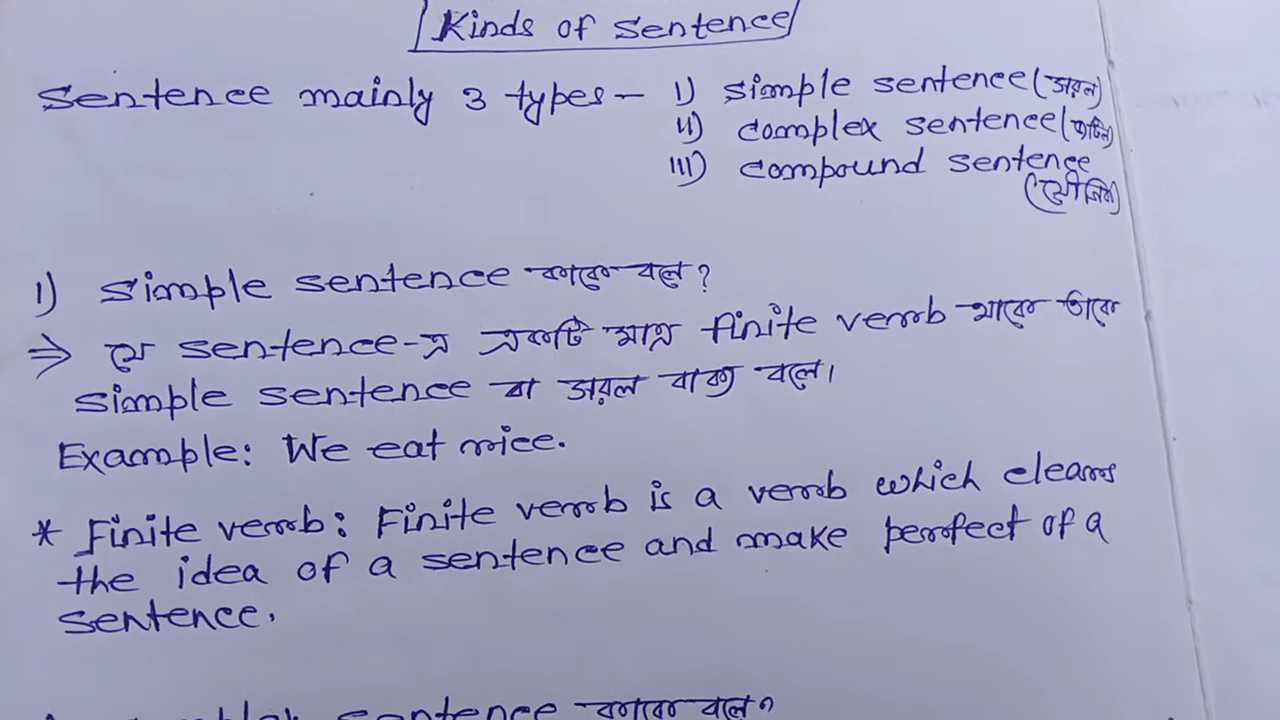 Kinds of Sentence
Sentence mainly 3 types – I) Simple sentence (সরল)
II) Complex sentence (জটিল)
III) Compound sentence
(যৌগিক)
1) Simple sentence কাকে বলে?
⇒ যে sentence-এ একটি মাত্র finite verb থাকে তাকে
simple sentence বা সরল বাক্য বলে।
Example: We eat rice.
* Finite verb: Finite verb is a verb which clears
the idea of a sentence and make perfect of a
sentence.
sentence কাকে বলে?